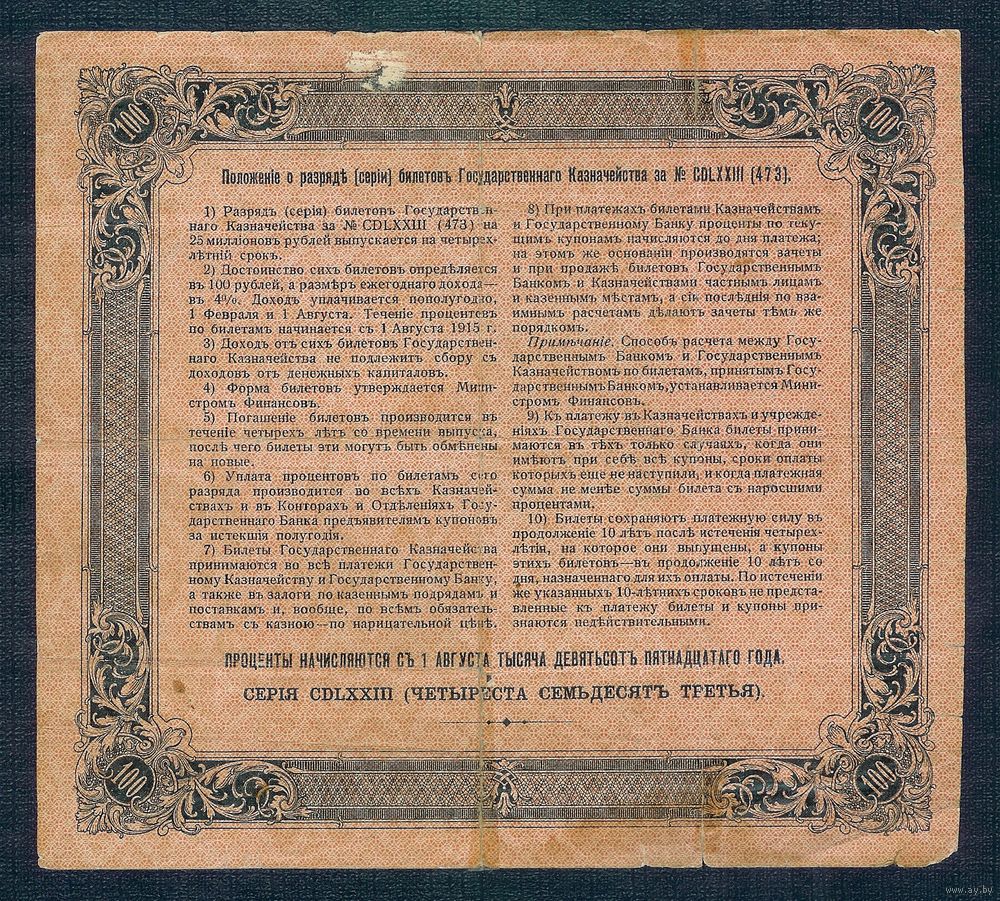 100
100
Положеніе о разрядѣ (серіи) билетовъ Государственнаго Казначейства за № CDLXXIII (473).
1) Разрядъ (серія) билетовъ Государств н-
наго Казначейства за № CDLXXIII (473) на
25 милліоновъ рублей выпускается на четырех-
лѣтній срокъ.
2) Достоинство сихъ билетовъ опредѣляется
въ 100 рублей, а размѣръ ежегоднаго дохода—
въ 4%. Доходъ уплачивается пополугодно,
1 Февраля и 1 Августа. Теченіе процентовъ
по билетамъ начинается съ 1 Августа 1915 г.
3) Доходъ отъ сихъ билетовъ Государствен-
наго Казначейства не подлежитъ сбору съ
доходовъ отъ денежныхъ капиталовъ.
4) Форма билетовъ утверждается Мини-
стромъ Финансовъ.
5) Погашеніе билетовъ производится въ
теченіе четырехъ лѣтъ со времени выпуска,
послѣ чего билеты эти могутъ быть обмѣнены
на новые.
6) Уплата процентовъ по билетамъ сего
разряда производится во всѣхъ Казначей-
ствахъ и въ Конторахъ и Отдѣленіяхъ Госу-
дарственнаго Банка предъявителямъ купоновъ
за истекшія полугодія.
7) Билеты Государственнаго Казначейства
принимаются во всѣ платежи Государствен-
ному Казначейству и Государственному Банку,
а также въ залоги по казеннымъ подрядамъ и
поставкамъ и, вообще, по всѣмъ обязатель-
ствамъ съ казною—по нарицательной цѣнѣ.
8) При платежахъ билетами Казначействамъ
и Государственному Банку проценты по теку-
щимъ купонамъ начисляются до дня платежа;
на этомъ же основаніи производятся зачеты
и при продажѣ билетовъ Государственнымъ
Банкомъ и Казначействами частнымъ лицамъ
и казеннымъ мѣстамъ, а сіи послѣднія по вза-
имнымъ расчетамъ дѣлаютъ зачеты тѣмъ же
порядкомъ.
Примѣчаніе. Способъ расчета между Госу-
дарственнымъ Банкомъ и Государственнымъ
Казначействомъ по билетамъ, принятымъ Госу-
дарственнымъ Банкомъ, устанавливается Мини-
стромъ Финансовъ.
9) Къ платежу въ Казначействахъ и учрежде-
ніяхъ Государственнаго Банка билеты прини-
маются въ тѣхъ только случаяхъ, когда они
имѣютъ при себѣ всѣ купоны, сроки оплаты
которыхъ еще не наступили, и когда платежная
сумма не менѣе суммы билета съ наросшими
процентами.
10) Билеты сохраняютъ платежную силу въ
продолженіе 10 лѣтъ послѣ истеченія четырех-
лѣтія, на которое они выпущены, а купоны
этихъ билетовъ—въ продолженіе 10 лѣтъ со
дня, назначеннаго для ихъ оплаты. По истеченіи
же указанныхъ 10-лѣтнихъ сроковъ не предста-
вленные къ платежу билеты и купоны при-
знаются недѣйствительными.
ПРОЦЕНТЫ НАЧИСЛЯЮТСЯ СЪ 1 АВГУСТА ТЫСЯЧА ДЕВЯТЬСОТЪ ПЯТНАДЦАТАГО ГОДА.
СЕРІЯ CDLXXIII (ЧЕТЫРЕСТА СЕМЬДЕСЯТЪ ТРЕТЬЯ).
100
100
www.ay.by